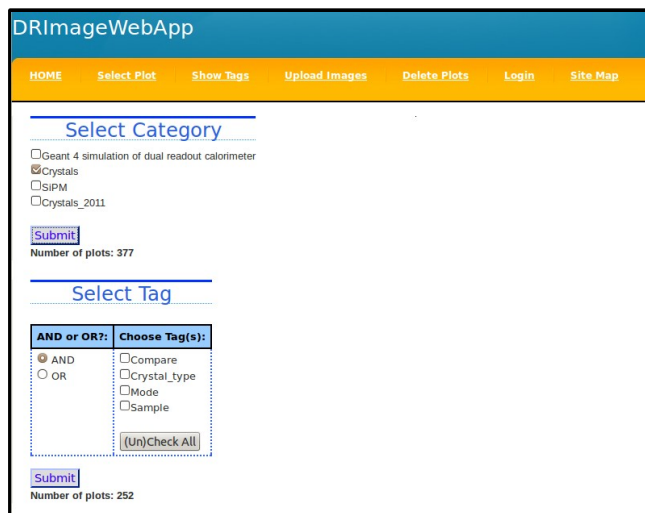 DRImageWebApp
HOME Select Plot Show Tags Upload Images Delete Plots Login Site Map
Select Category
Geant 4 simulation of dual readout calorimeter
Crystals
SiPM
Crystals_2011
Submit
Number of plots: 377
Select Tag
AND or OR?: Choose Tag(s):
AND Compare
OR Crystal_type
Mode
Sample
(Un)Check All
Submit
Number of plots: 252